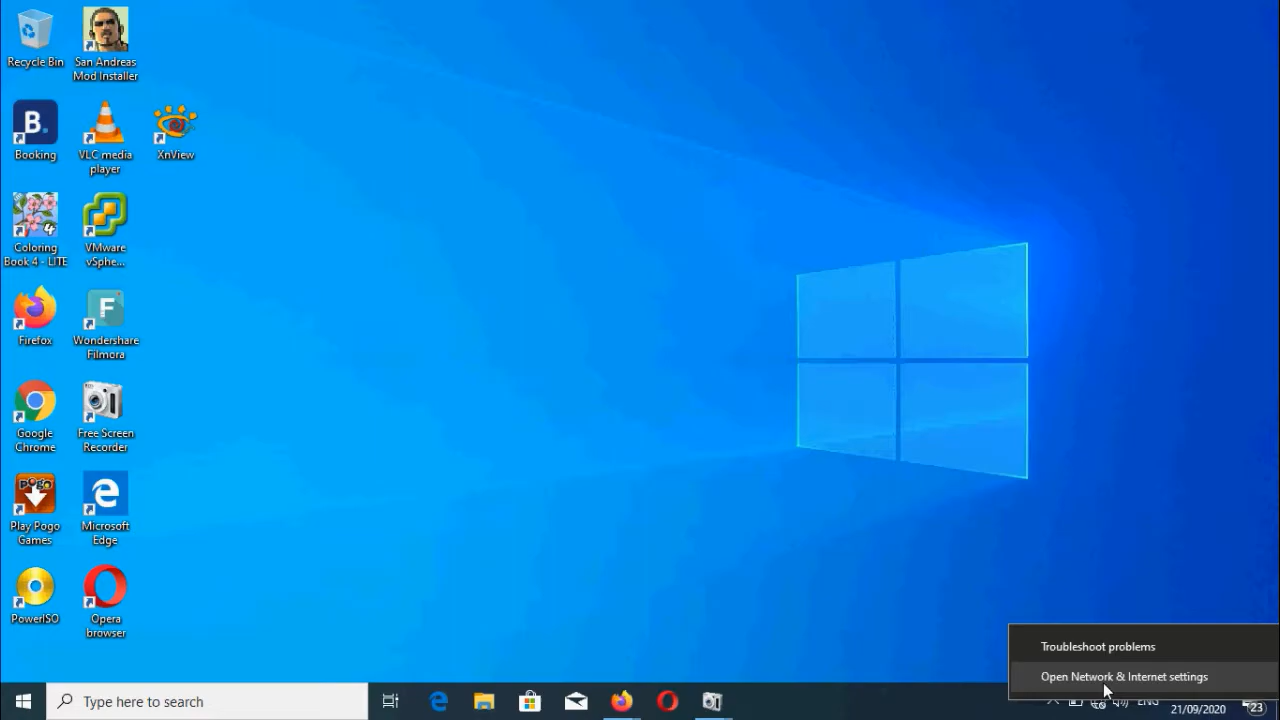 Recycle Bin
San Andreas
Mod Installer
B.
Booking
VLC media
player
XnView
4
Coloring
Book 4 - LITE
VMware
vSphe...
Firefox
F
Wondershare
Filmora
Google
Chrome
Free Screen
Recorder
POGO
Play Pogo
Games
Microsoft
Edge
PowerISO
Opera
browser
Troubleshoot problems
Open Network & Internet settings
Type here to search
ENG
21/09/2020
23